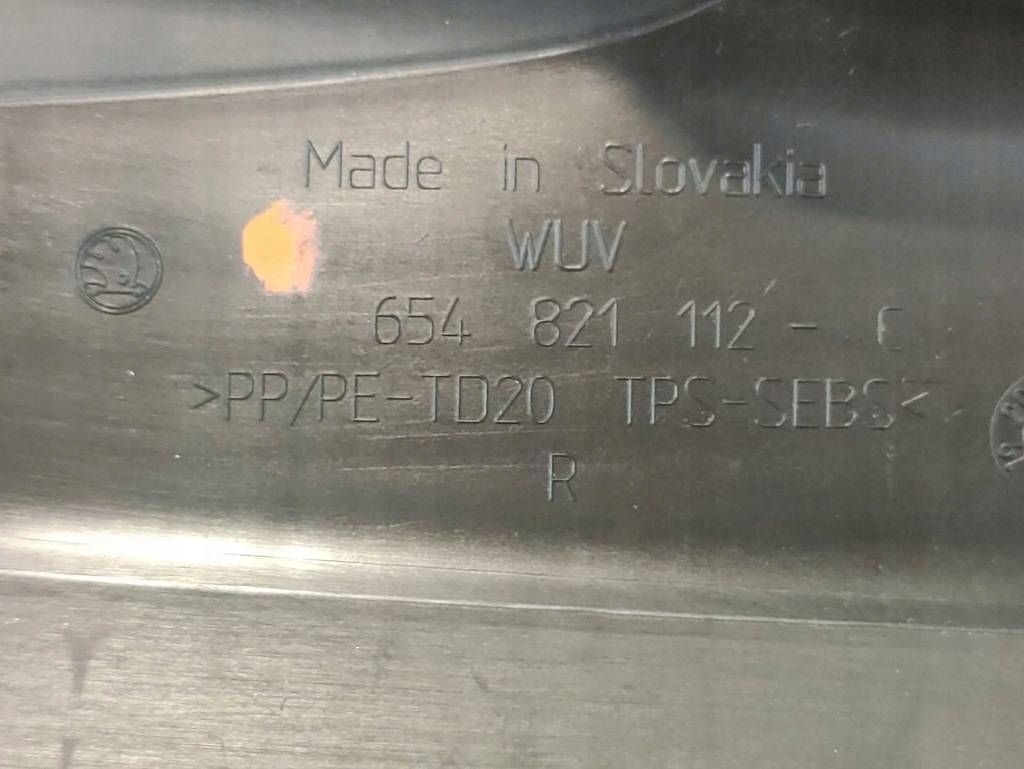 Made in Slovakia
WUV
654 821 112 - C
>PP/PE-TD20 TPS-SEBS<
R